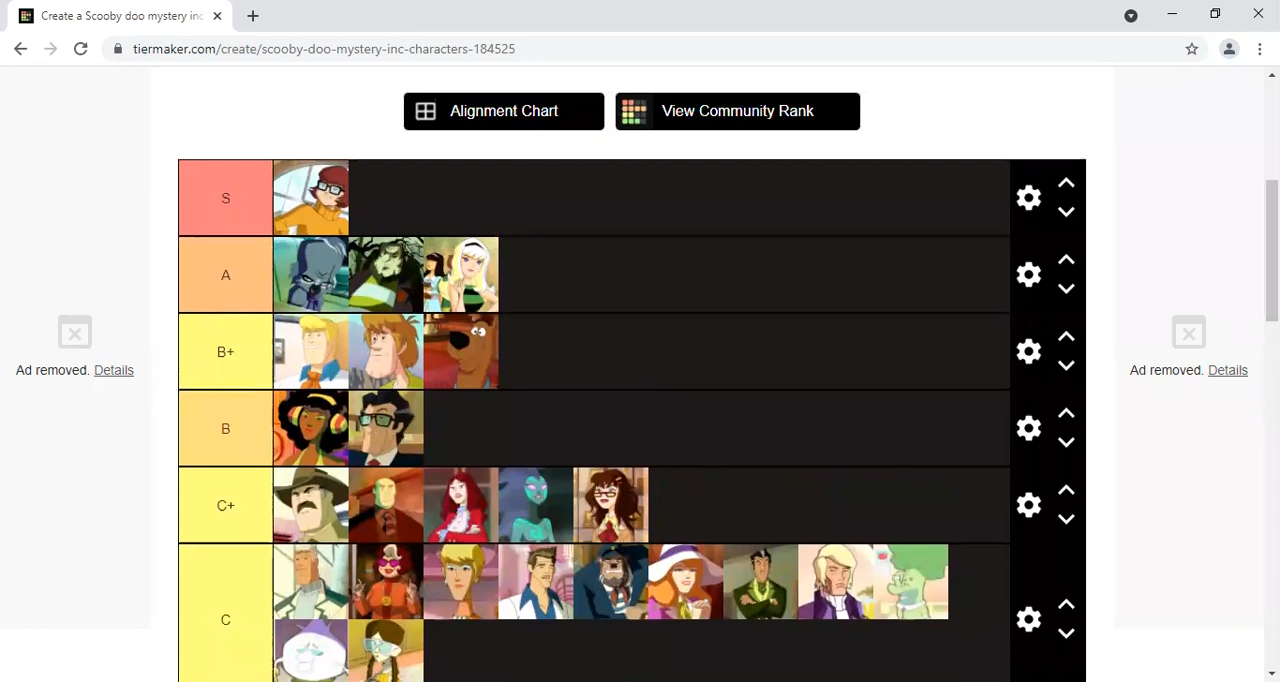 Create a Scooby doo mystery inc
tiermaker.com/create/scooby-doo-mystery-inc-characters-184525
Alignment Chart
View Community Rank
S
A
B+
B
C+
C
Ad removed. Details
Ad removed. Details